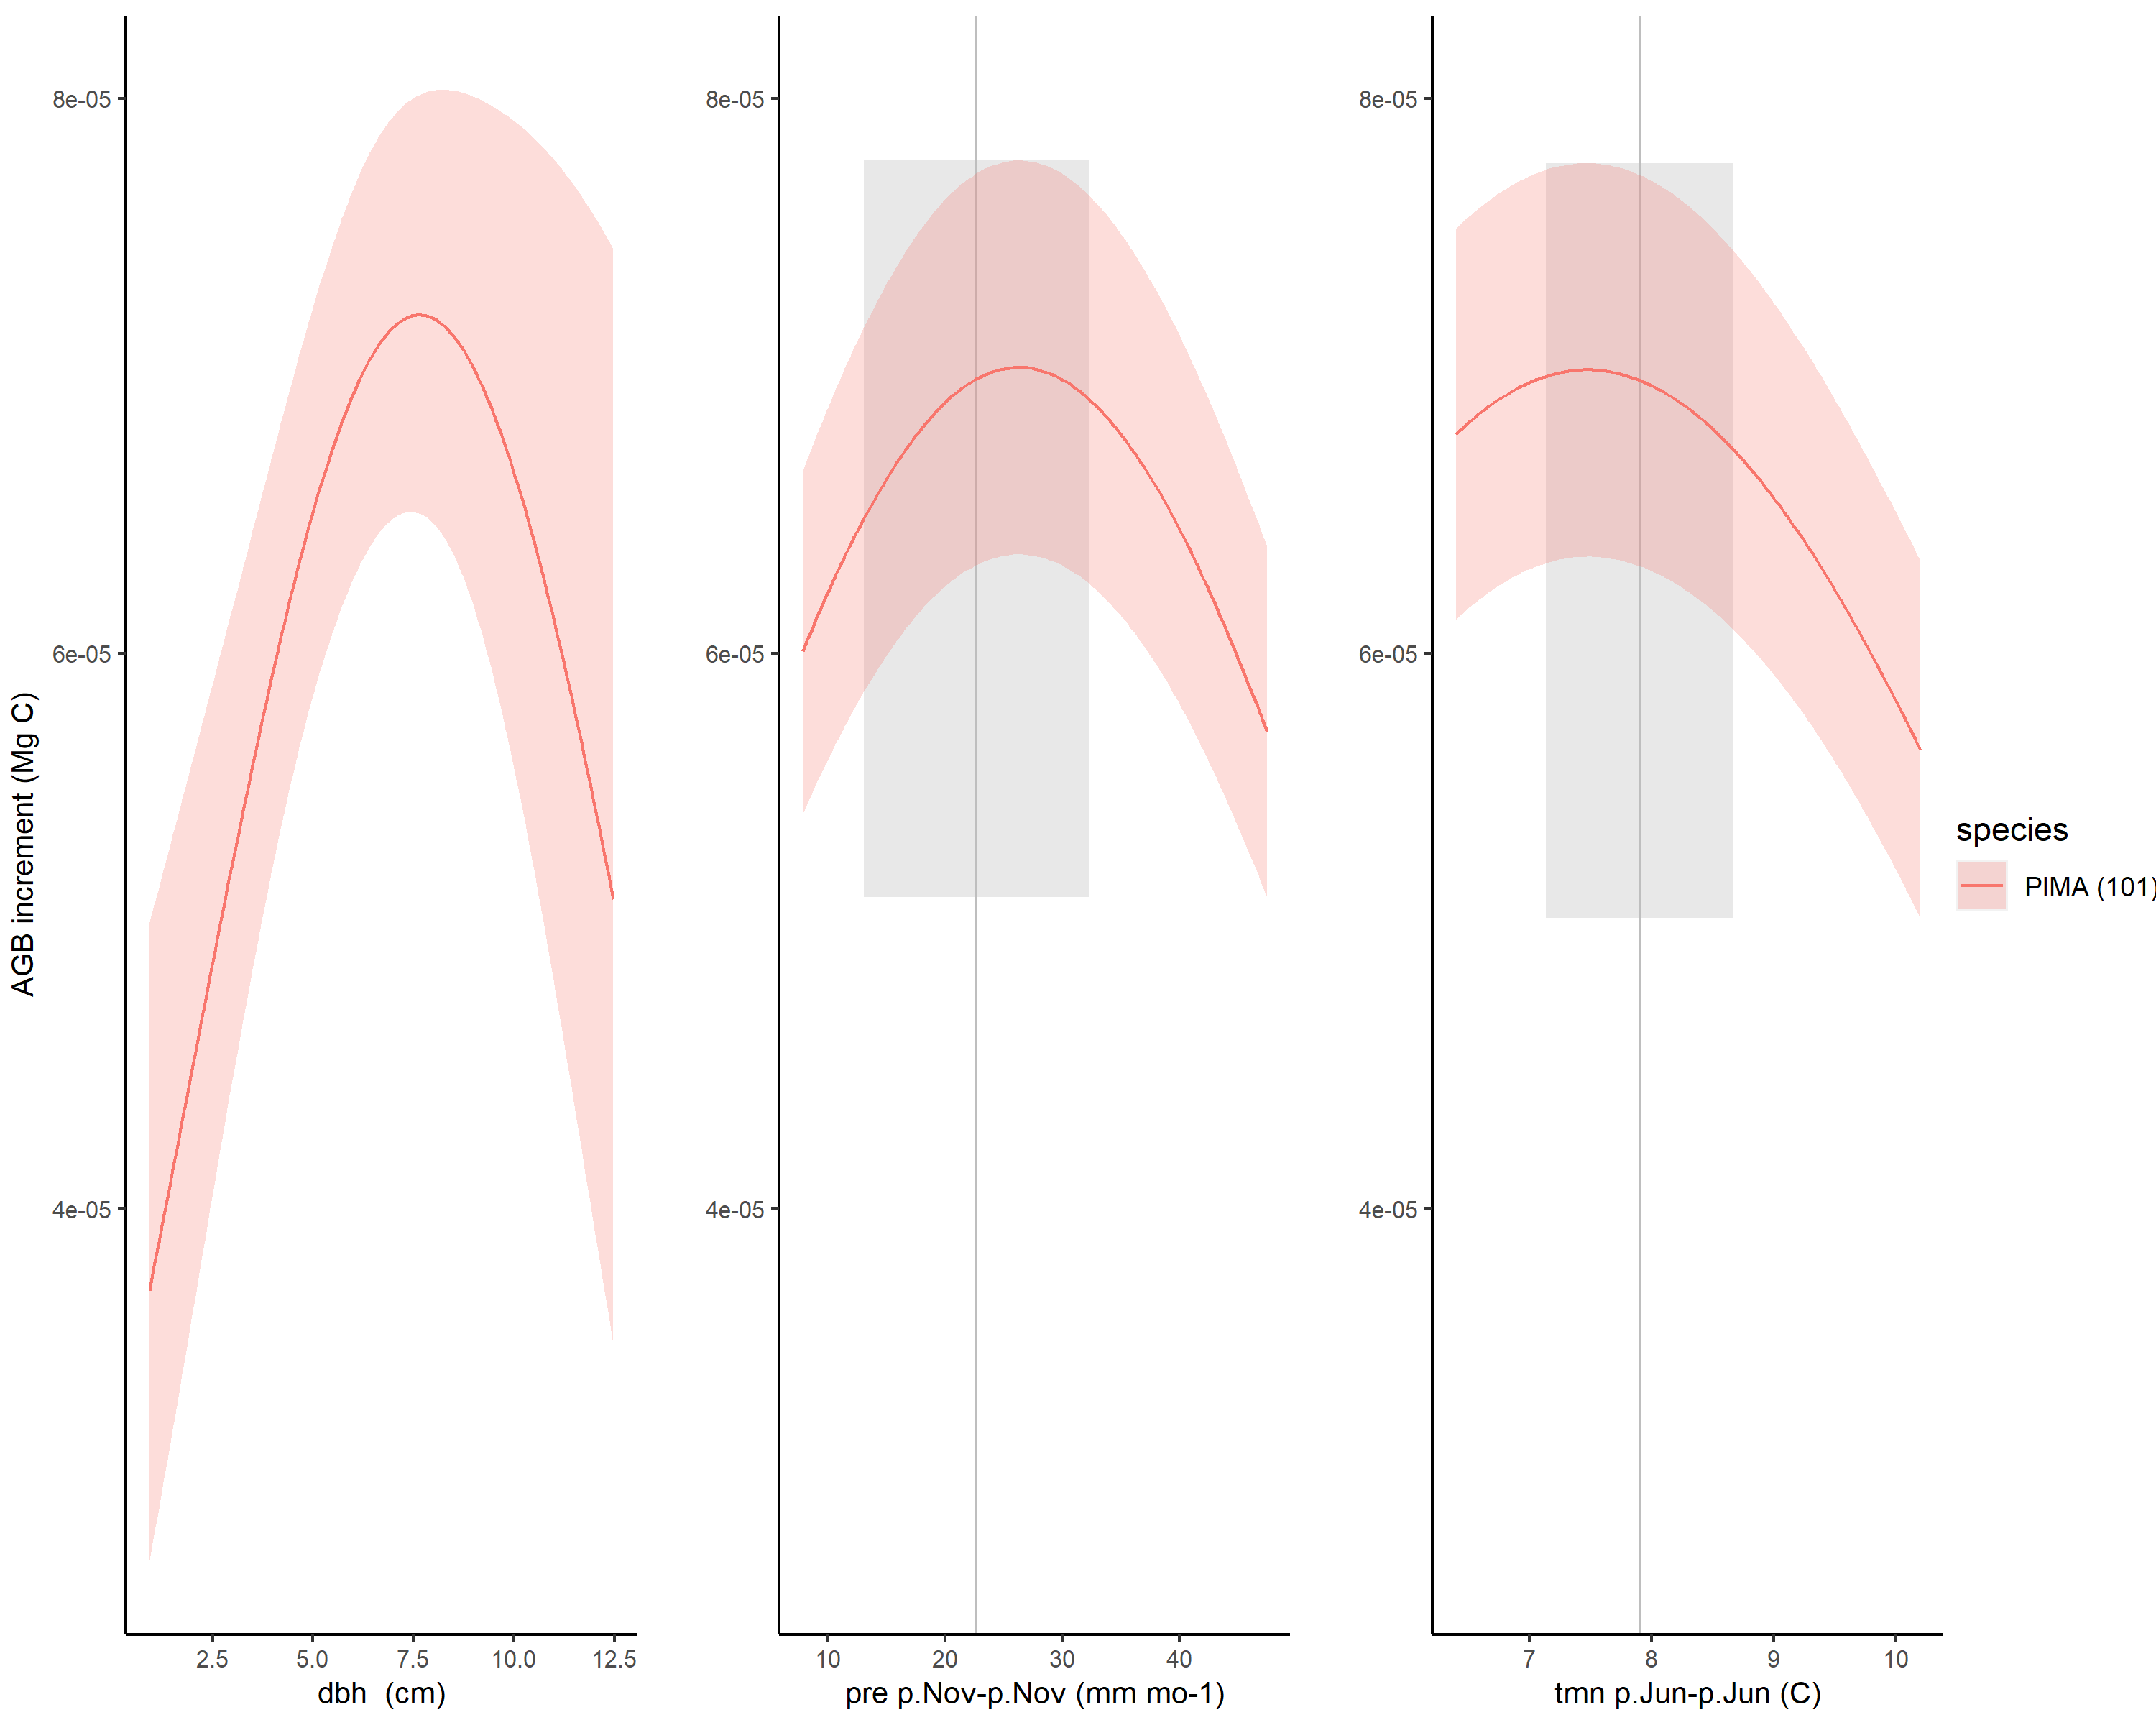 AGB increment (Mg C)
8e-05
6e-05
4e-05
2.5 5.0 7.5 10.0 12.5
dbh  (cm)
8e-05
6e-05
4e-05
10 20 30 40
pre p.Nov-p.Nov (mm mo-1)
8e-05
6e-05
4e-05
7 8 9 10
tmn p.Jun-p.Jun (C)
species
PIMA (101)